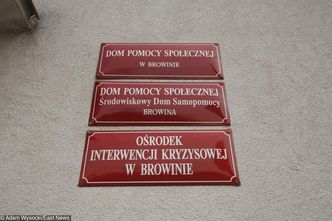 DOM POMOCY SPOŁECZNEJ
W BROWINIE
DOM POMOCY SPOŁECZNEJ
Środowiskowy Dom Samopomocy
BROWINA
OŚRODEK
INTERWENCJI KRYZYSOWEJ
W BROWINIE
© Adam Wysocki/East News